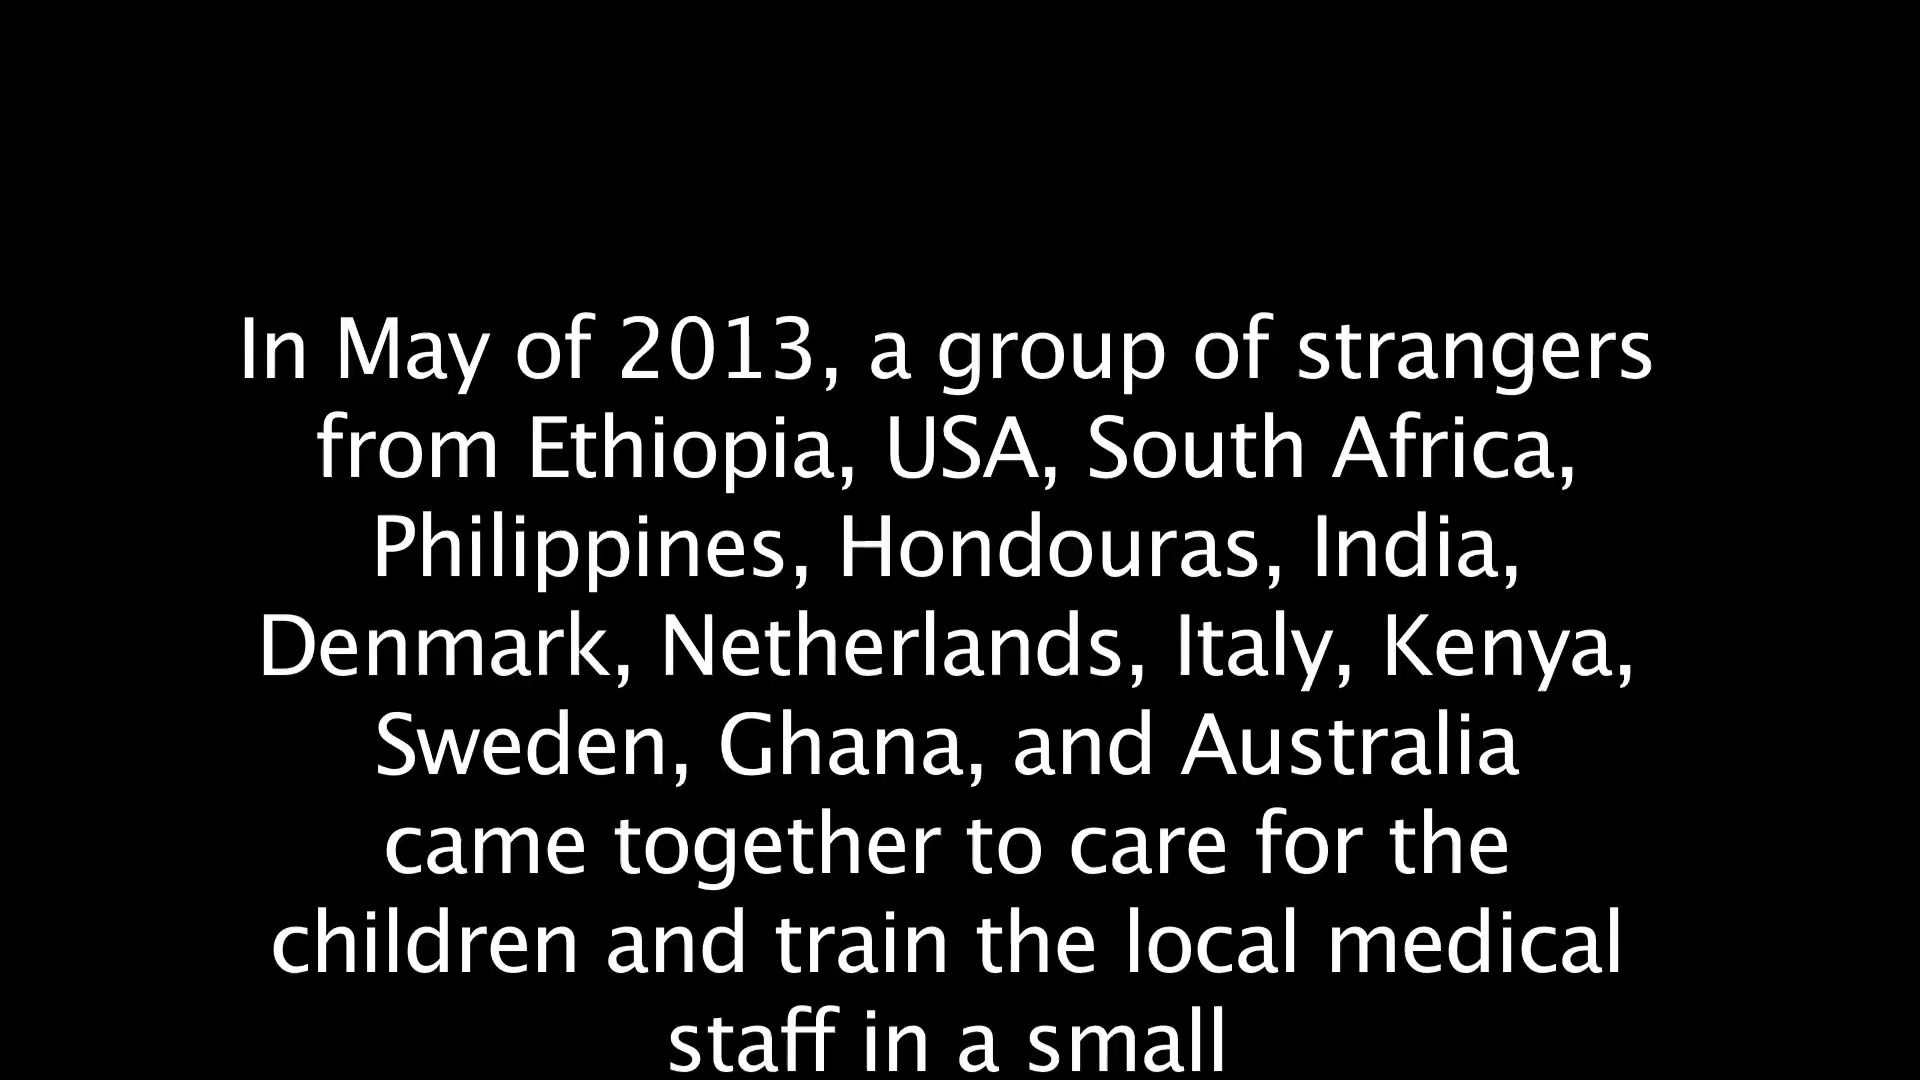 In May of 2013, a group of strangers
from Ethiopia, USA, South Africa,
Philippines, Hondouras, India,
Denmark, Netherlands, Italy, Kenya,
Sweden, Ghana, and Australia
came together to care for the
children and train the local medical
staff in a small